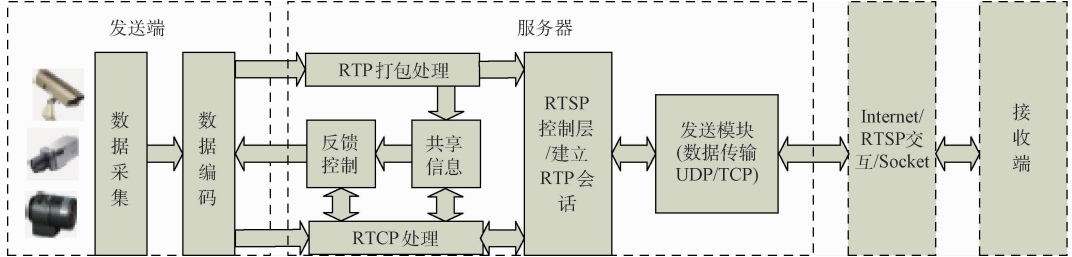 发送端
服务器
数据采集
数据编码
RTP打包处理
反馈
控制
共享
信息
RTCP处理
RTSP
控制层
/建立
RTP会
话
发送模块
(数据传输
UDP/TCP)
Internet/
RTSP交
互/Socket
接收端